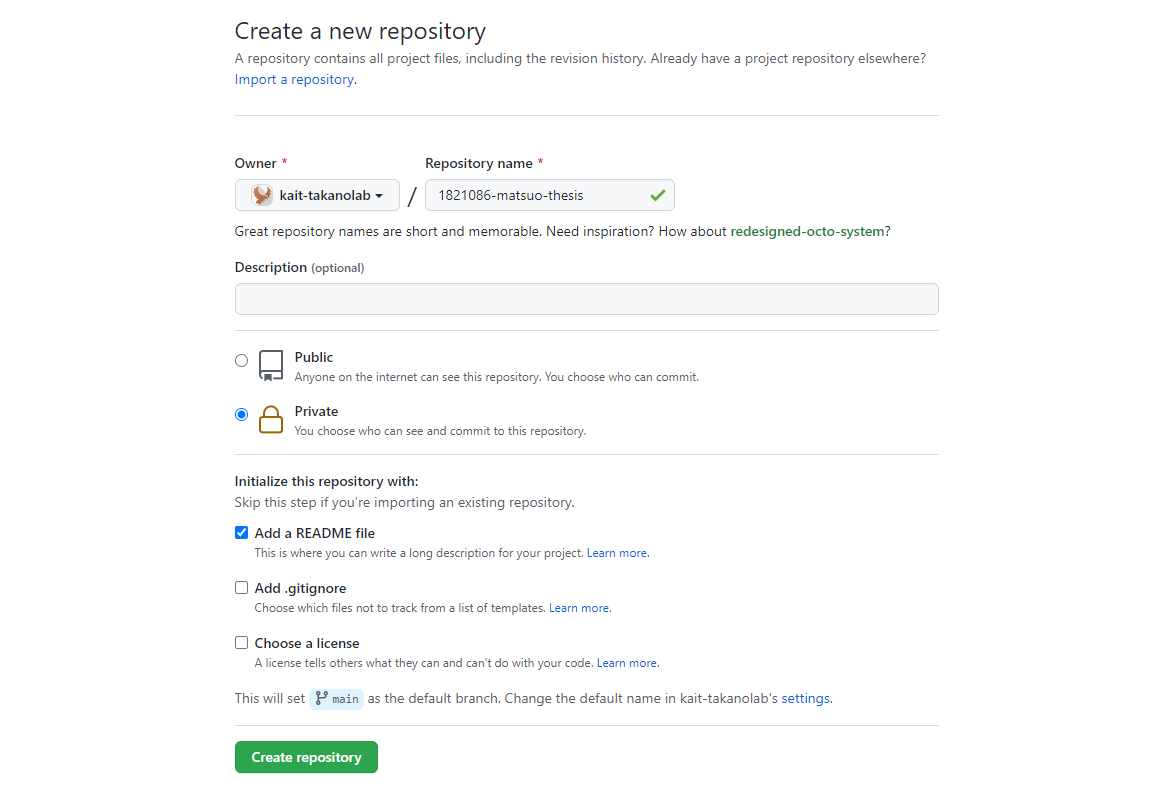 Create a new repository
A repository contains all project files, including the revision history. Already have a project repository elsewhere?
Import a repository.
Owner * Repository name *
kait-takanolab / 1821086-matsuo-thesis
Great repository names are short and memorable. Need inspiration? How about redesigned-octo-system?
Description (optional)
Public
Anyone on the internet can see this repository. You choose who can commit.
Private
You choose who can see and commit to this repository.
Initialize this repository with:
Skip this step if you're importing an existing repository.
Add a README file
This is where you can write a long description for your project. Learn more.
Add .gitignore
Choose which files not to track from a list of templates. Learn more.
Choose a license
A license tells others what they can and can't do with your code. Learn more.
This will set main as the default branch. Change the default name in kait-takanolab's settings.
Create repository